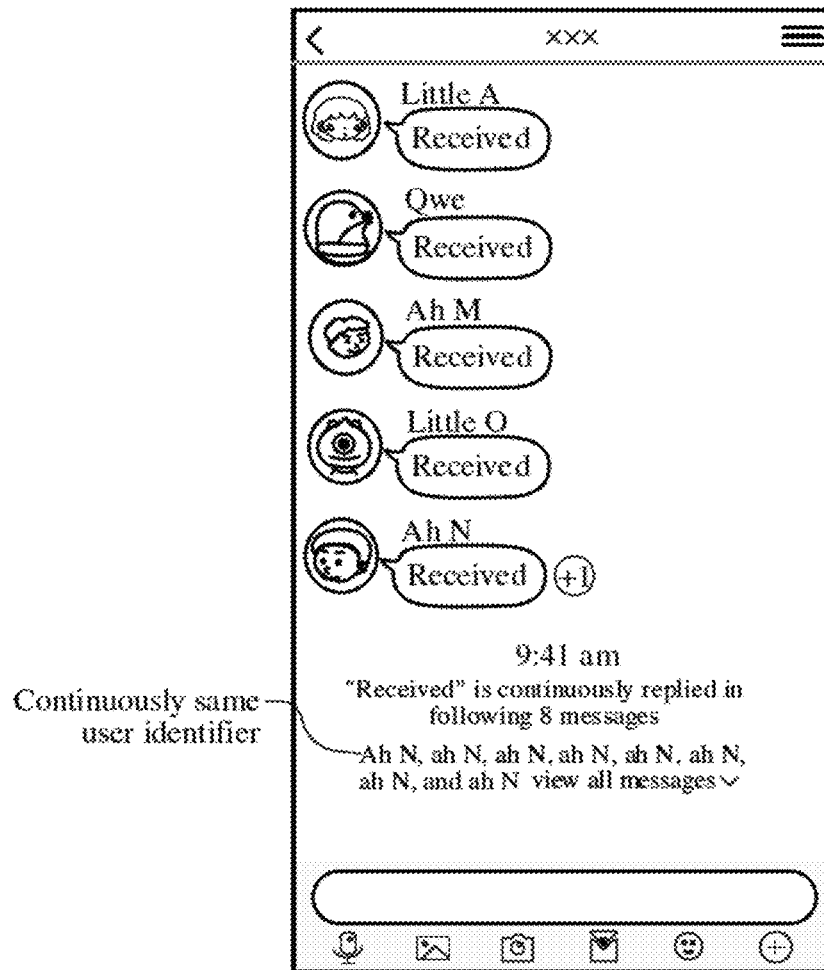 ×××
Little A
Received
Qwe
Received
Ah M
Received
Little O
Received
Ah N
Received +1
9:41 am
"Received" is continuously replied in
following 8 messages
Continuously same
user identifier
Ah N, ah N, ah N, ah N, ah N, ah N,
ah N, and ah N view all messages